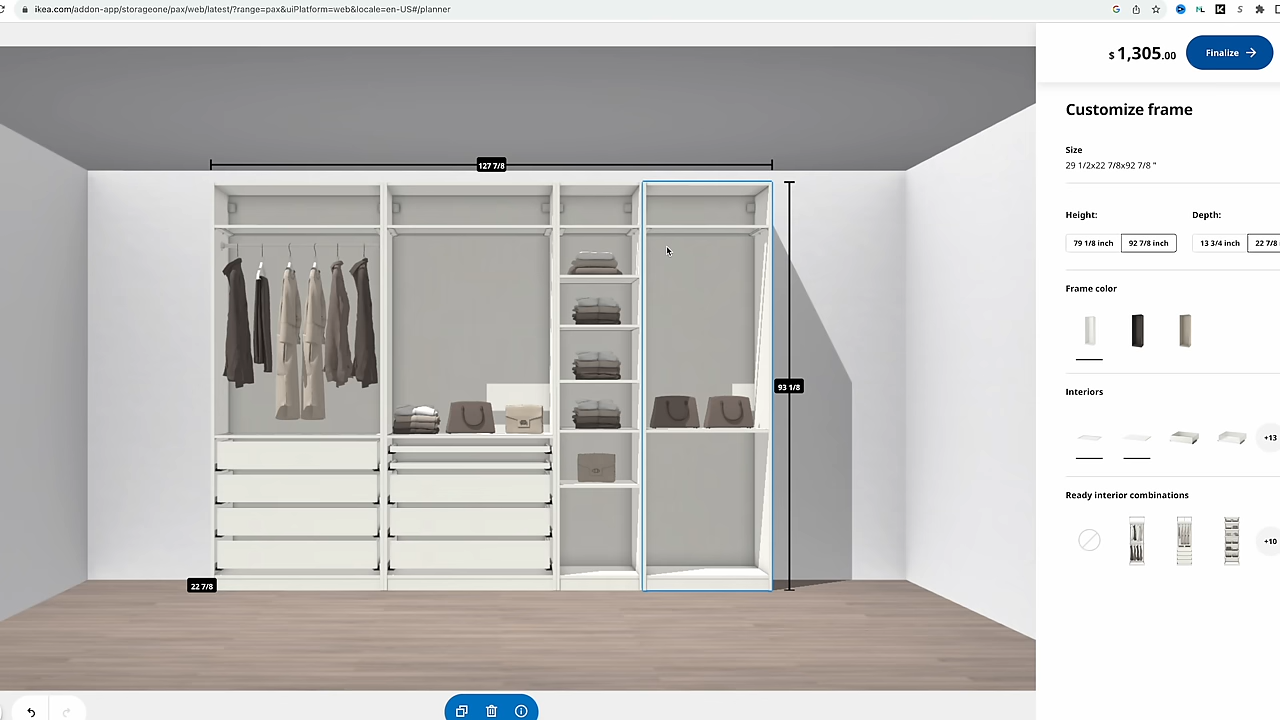 ikea.com/addon-app/storageone/pax/web/latest/?range=pax&uiPlatform=web&locale=en-US#/planner
$ 1,305.00
Finalize
Customize frame
Size
29 1/2x22 7/8x92 7/8 "
Height:
Depth:
79 1/8 inch
92 7/8 inch
13 3/4 inch
22 7/8
Frame color
Interiors
+13
Ready interior combinations
+10
127 7/8
93 1/8
22 7/8